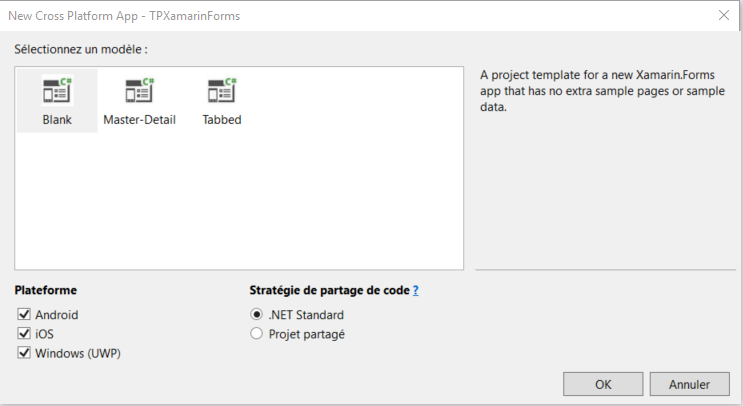 New Cross Platform App - TPXamarinForms
Sélectionnez un modèle :
C#
C#
C#
Blank
Master-Detail
Tabbed
A project template for a new Xamarin.Forms
app that has no extra sample pages or sample
data.
Plateforme
Android
iOS
Windows (UWP)
Stratégie de partage de code ?
.NET Standard
Projet partagé
OK
Annuler